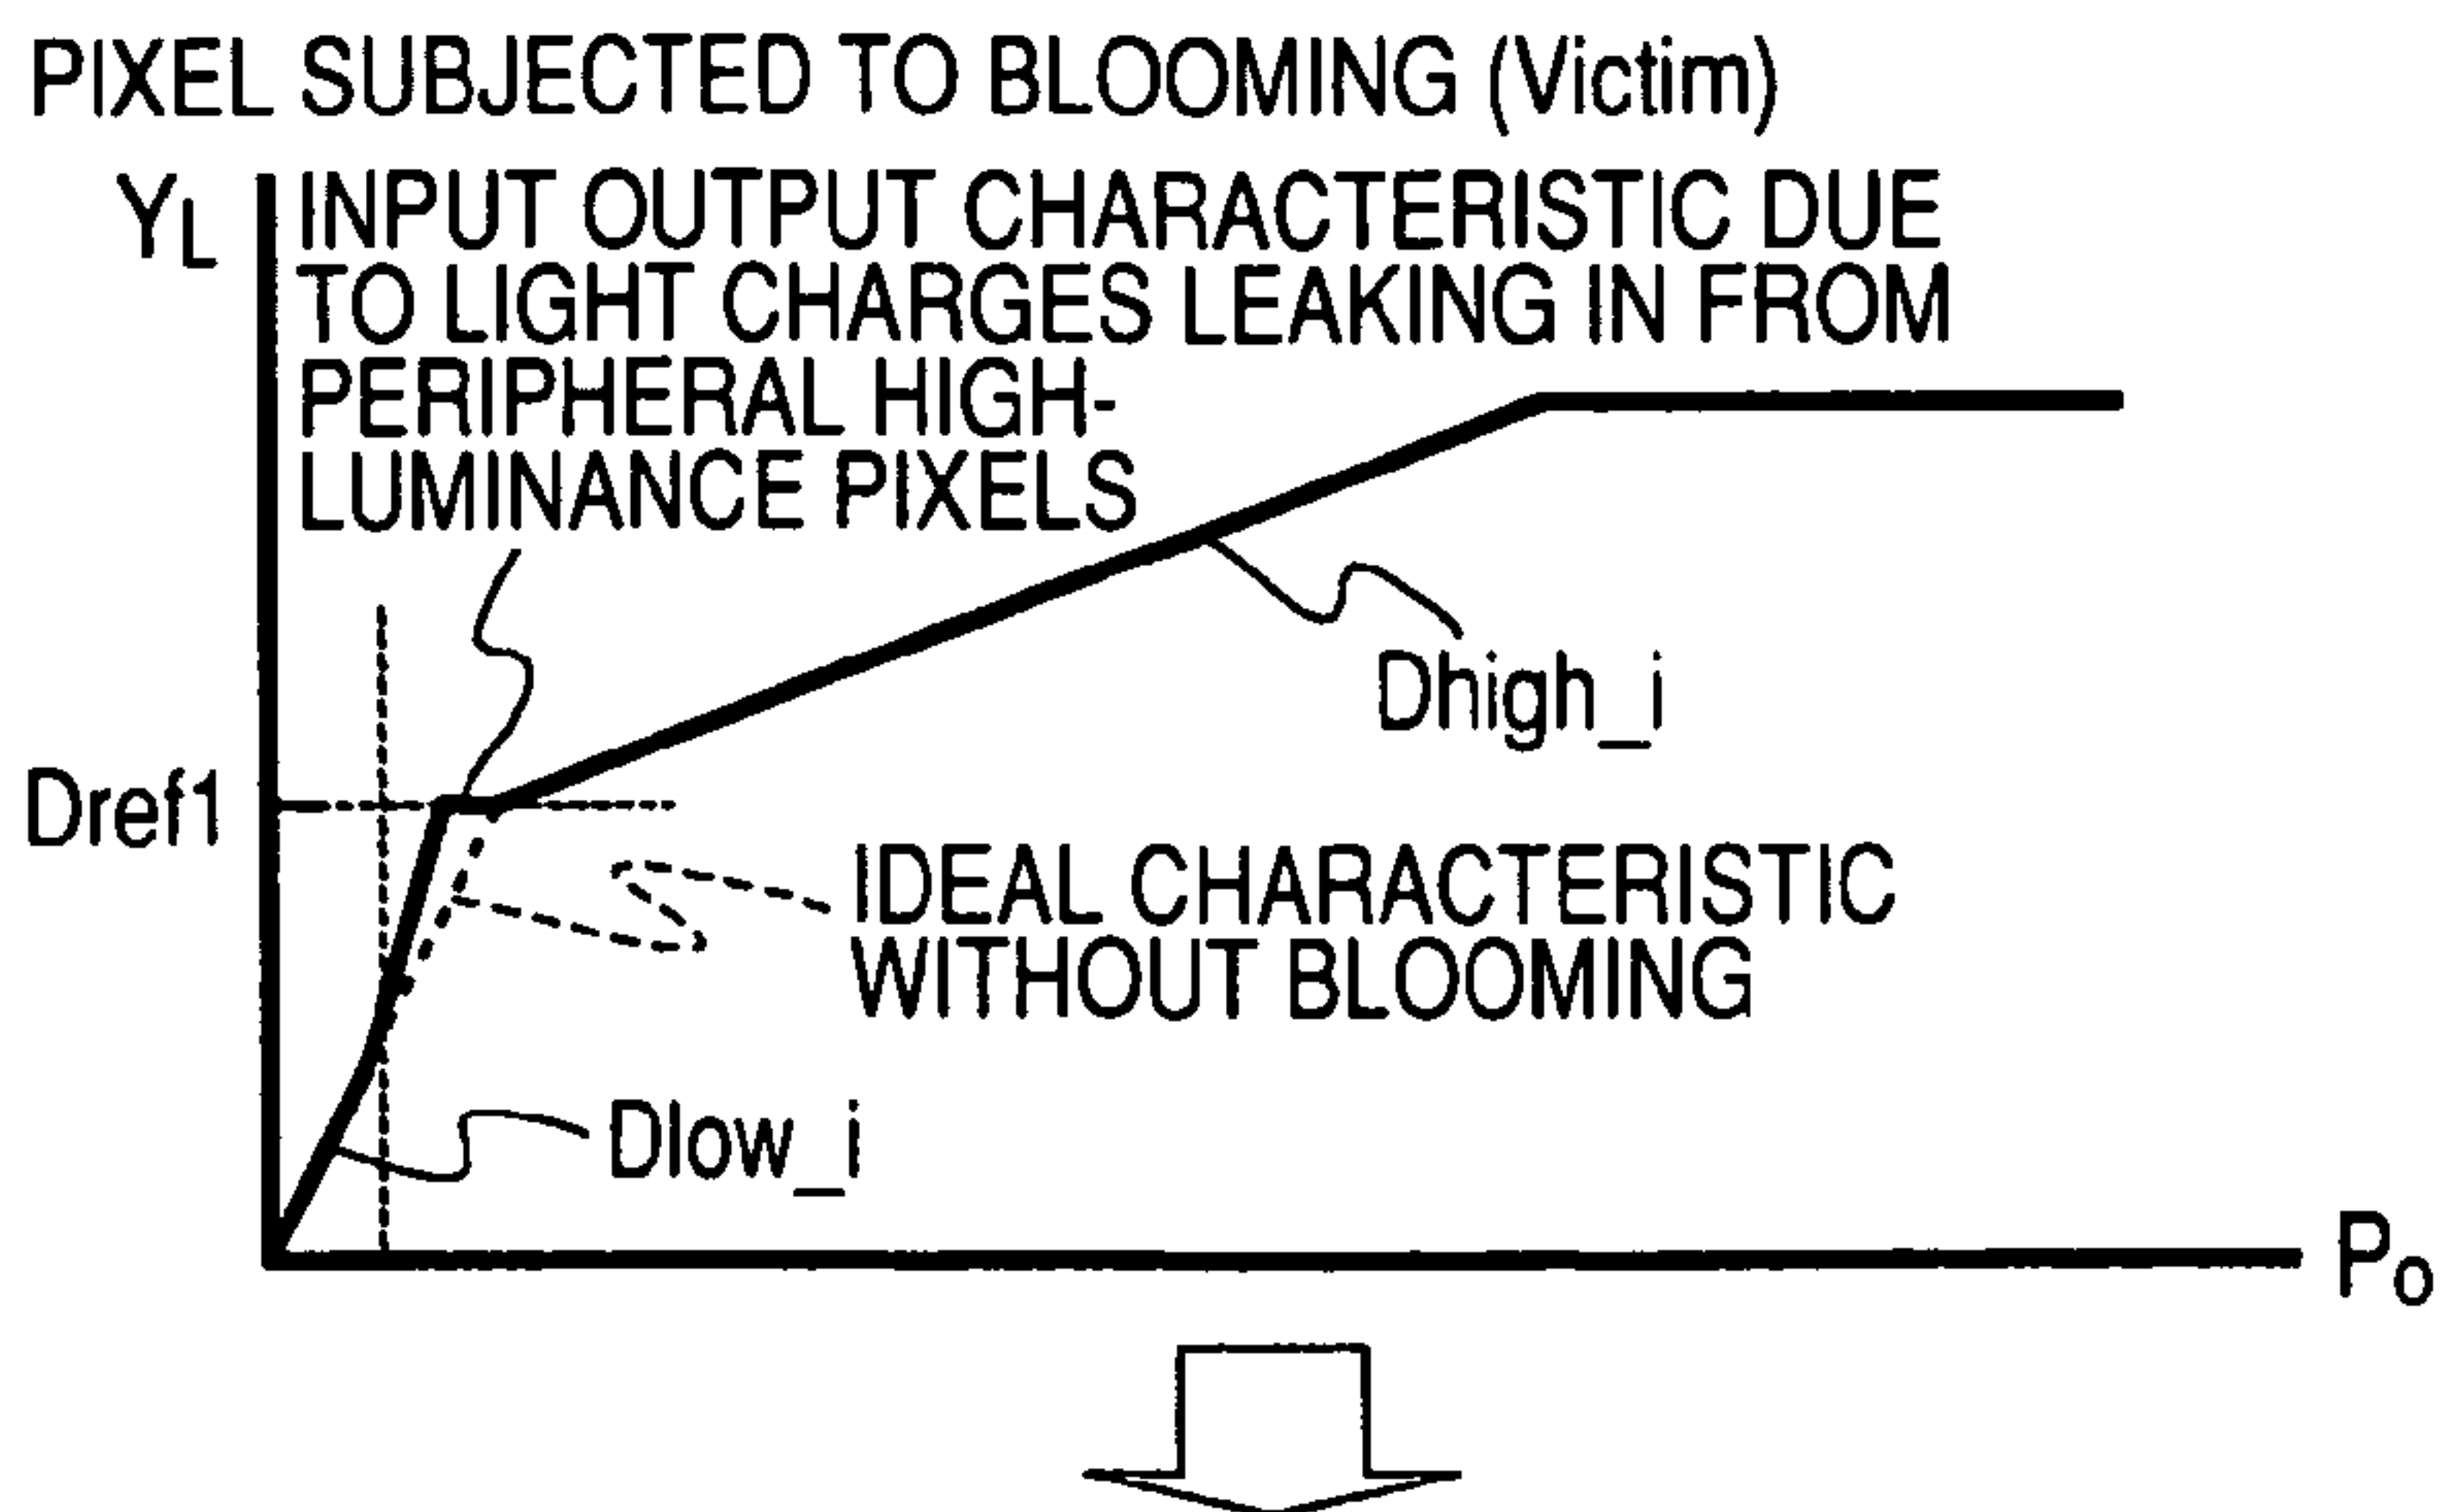 PIXEL SUBJECTED TO BLOOMING (Victim)
YL
INPUT OUTPUT CHARACTERISTIC DUE
TO LIGHT CHARGES LEAKING IN FROM
PERIPHERAL HIGH-
LUMINANCE PIXELS
Dhigh_i
Dref1
IDEAL CHARACTERISTIC
WITHOUT BLOOMING
Dlow_i
Po